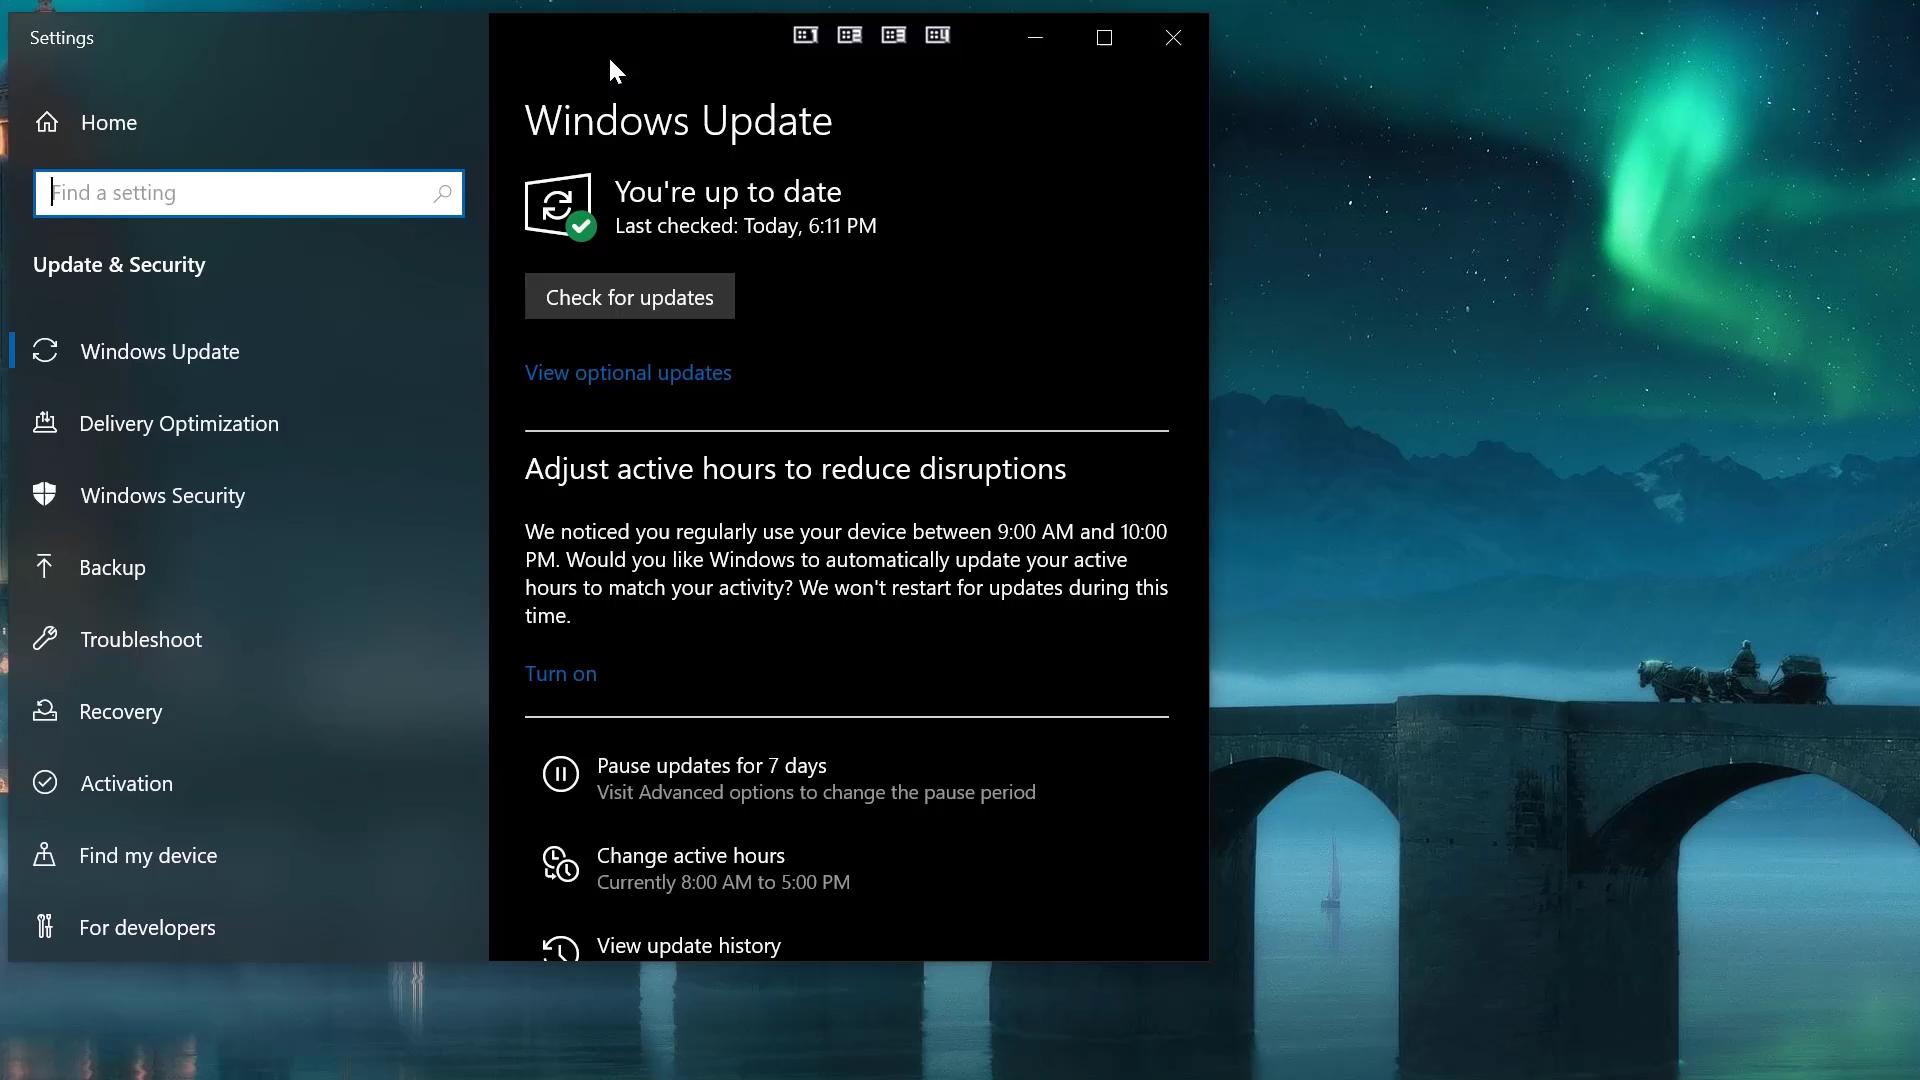 Settings
Home
Find a setting
Update & Security
Windows Update
Delivery Optimization
Windows Security
Backup
Troubleshoot
Recovery
Activation
Find my device
For developers
1 2 3 4
Windows Update
You're up to date
Last checked: Today, 6:11 PM
Check for updates
View optional updates
Adjust active hours to reduce disruptions
We noticed you regularly use your device between 9:00 AM and 10:00
PM. Would you like Windows to automatically update your active
hours to match your activity? We won't restart for updates during this
time.
Turn on
Pause updates for 7 days
Visit Advanced options to change the pause period
Change active hours
Currently 8:00 AM to 5:00 PM
View update history